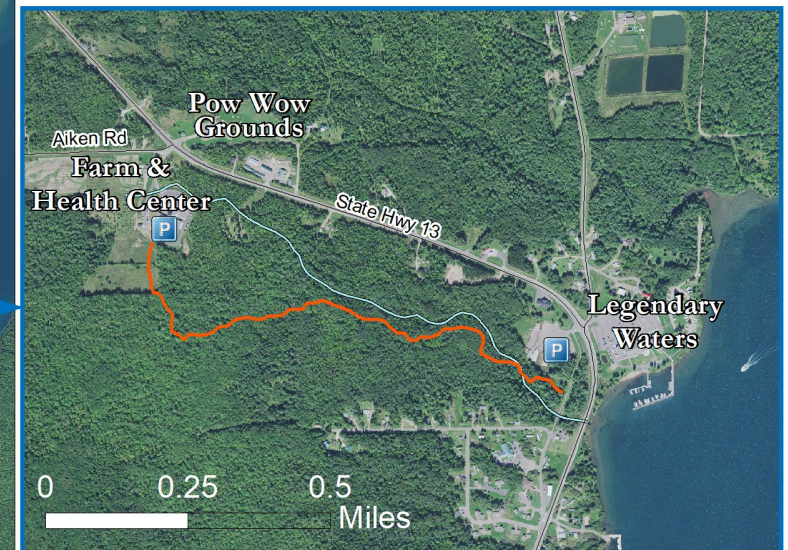 Pow Wow
Grounds
Aiken Rd
Farm &
Health Center
P
State Hwy 13
Legendary
Waters
P
0 0.25 0.5
Miles